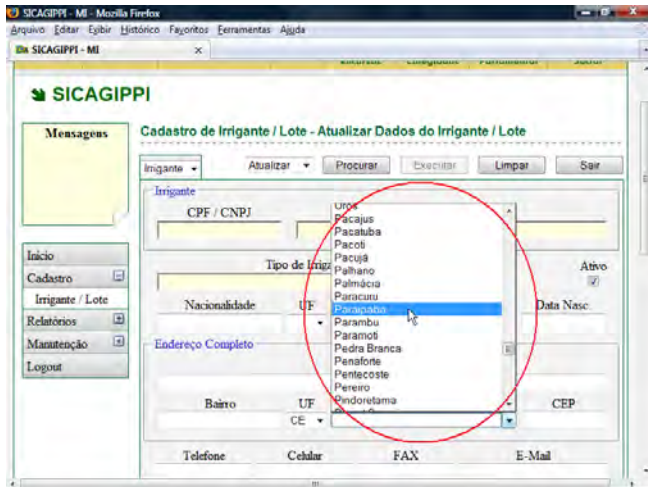 SICAGIPPI - MI - Mozilla Firefox
Arquivo Editar Exibir Histórico Favoritos Ferramentas Ajuda
SICAGIPPI - MI
SICAGIPPI
Mensagens
Cadastro de Irrigante / Lote - Atualizar Dados do Irrigante / Lote
Irrigante Atualizar Procurar Executar Limpar Sair
Irrigante
CPF / CNPJ
Uros
Pacajus
Pacatuba
Pacoti
Pacujá
Palhano
Palmácia
Paracuru
Paraipaba
Parambu
Paramoti
Pedra Branca
Penaforte
Pentecoste
Pereiro
Pindoretama
Início
Cadastro
Irrigante / Lote
Relatórios
Manutenção
Logout
Tipo de Irriga
Ativo
Nacionalidade UF Data Nasc
Endereço Completo
Bairro UF CEP
CE
Telefone Celular FAX E-Mail